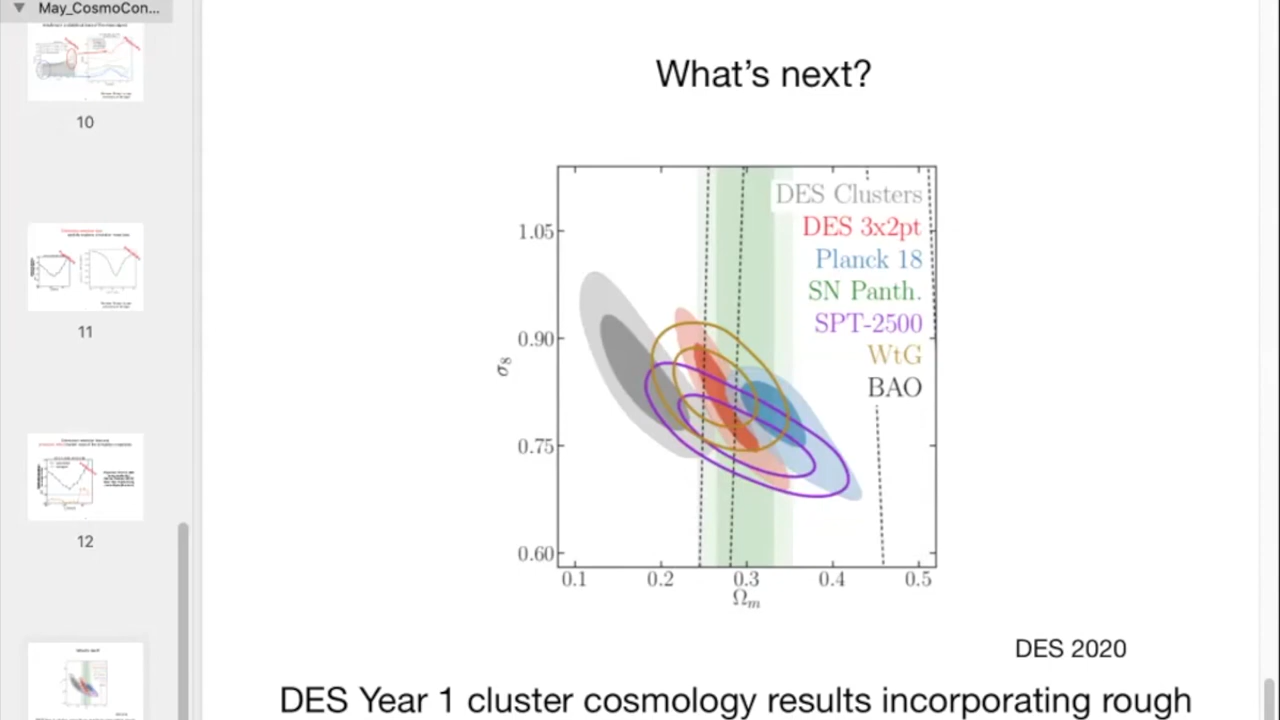 May_CosmoCon...
10
11
12
What's next?
DES Clusters
DES 3x2pt
Planck 18
SN Panth.
SPT-2500
WtG
BAO
1.05
0.90
0.75
0.60
σ8
0.1 0.2 0.3 0.4 0.5
Ωm
DES 2020
DES Year 1 cluster cosmology results incorporating rough